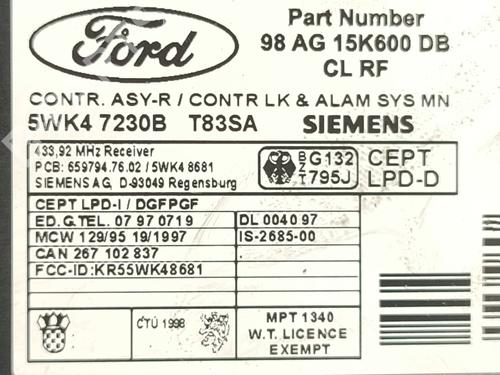 Ford
Part Number
98 AG 15K600 DB
CL RF
CONTR. ASY-R / CONTR LK & ALAM SYS MN
5WK4 7230B T83SA SIEMENS
433,92 MHz Receiver
PCB: 659794.76.02 / 5WK4 8681
SIEMENS AG, D-93049 Regensburg
BZT G132 795J
CEPT
LPD-D
CEPT LPD-I / DGFPGF
ED. G.TEL. 07 97 0719
DL 0040 97
MCW 129/95 19/1997
IS-2685-00
CAN 267 102 837
FCC-ID:KR55WK48681
ČTÚ 1998
MPT 1340
W.T. LICENCE
EXEMPT